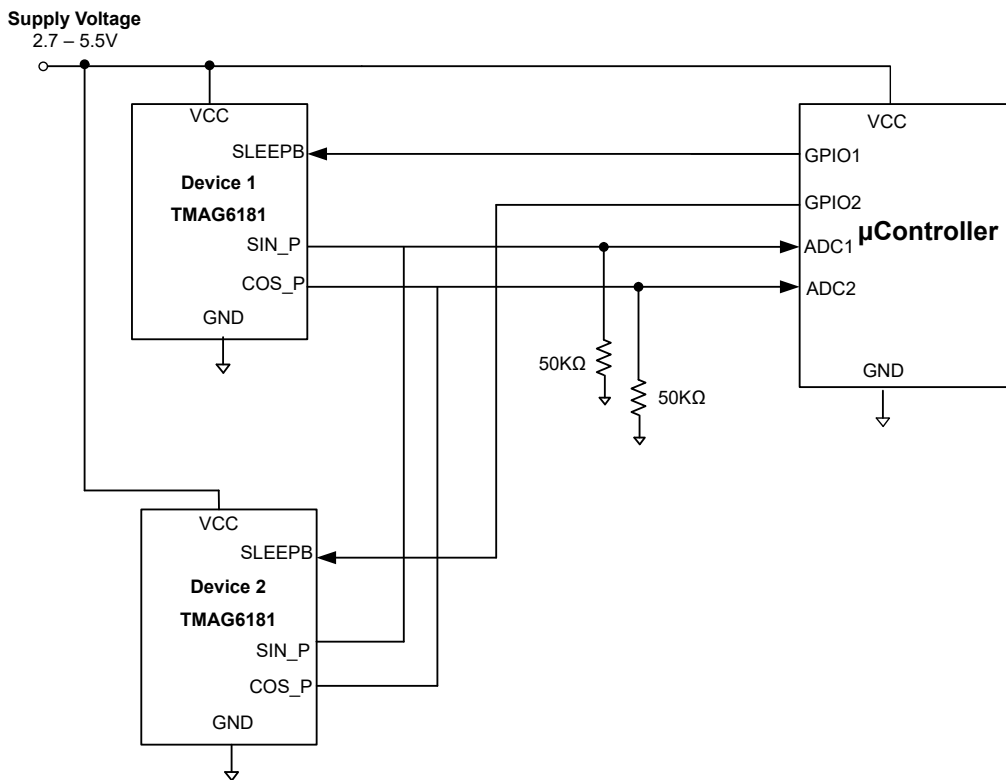 Supply Voltage
2.7 – 5.5V
VCC
SLEEPB
Device 1
TMAG6181
SIN_P
COS_P
GND
VCC
GPIO1
GPIO2
µController
ADC1
ADC2
GND
50KΩ
50KΩ
VCC
SLEEPB
Device 2
TMAG6181
SIN_P
COS_P
GND